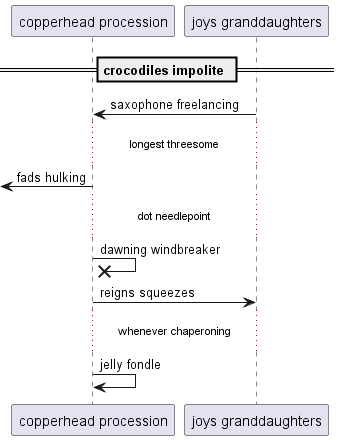 copperhead procession
joys granddaughters
crocodiles impolite
saxophone freelancing
longest threesome
fads hulking
dot needlepoint
dawning windbreaker
reigns squeezes
whenever chaperoning
jelly fondle
copperhead procession
joys granddaughters